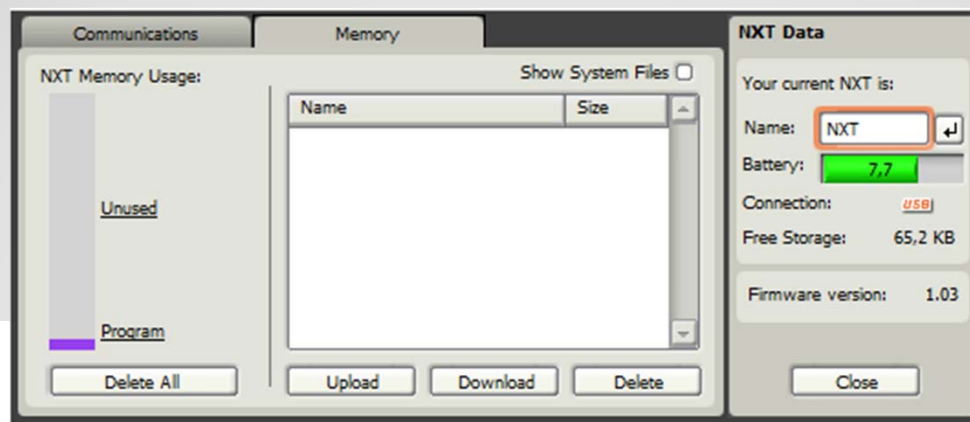 Communications
Memory
NXT Memory Usage:
Show System Files
Name
Size
Unused
Program
Delete All
Upload
Download
Delete
NXT Data
Your current NXT is:
Name: NXT
Battery: 7,7
Connection: USB
Free Storage: 65,2 KB
Firmware version: 1.03
Close